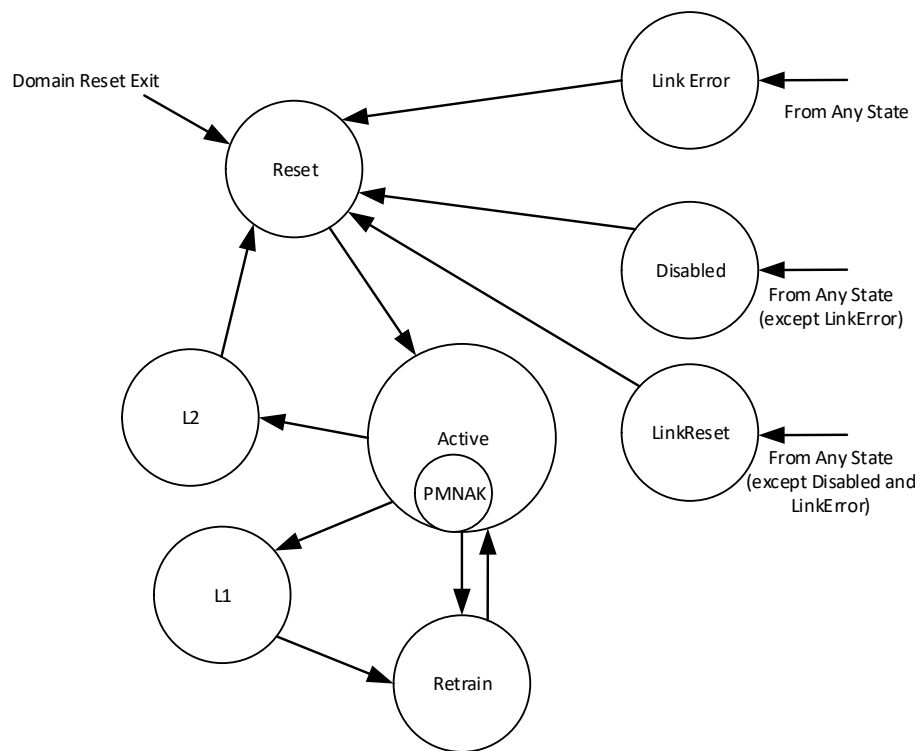 Link Error
Domain Reset Exit
From Any State
Reset
Disabled
From Any State
(except LinkError)
L2
Active
LinkReset
From Any State
(except Disabled and
LinkError)
PMNAK
L1
Retrain